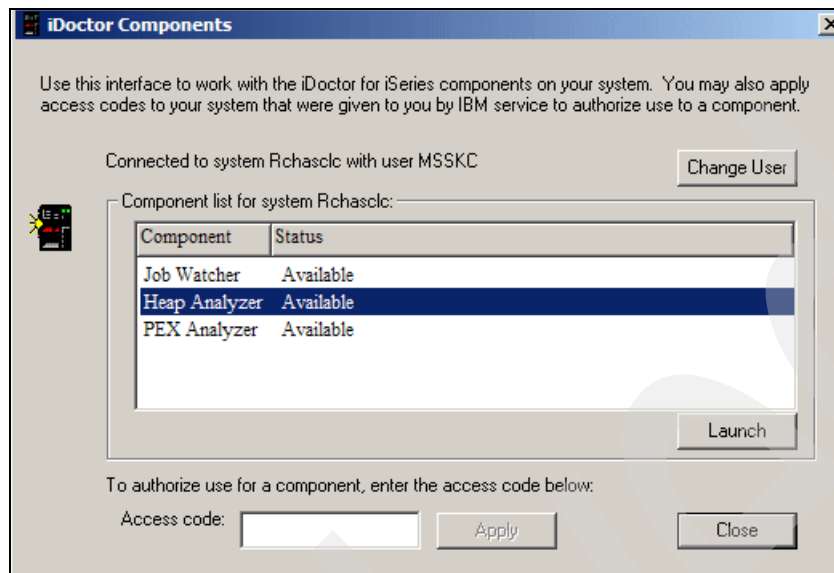 iDoctor Components
Use this interface to work with the iDoctor for iSeries components on your system. You may also apply
access codes to your system that were given to you by IBM service to authorize use to a component.
Connected to system Rchasclc with user MSSKC
Change User
Component list for system Rchasclc:
Component Status
Job Watcher Available
Heap Analyzer Available
PEX Analyzer Available
Launch
To authorize use for a component, enter the access code below:
Access code:
Apply
Close